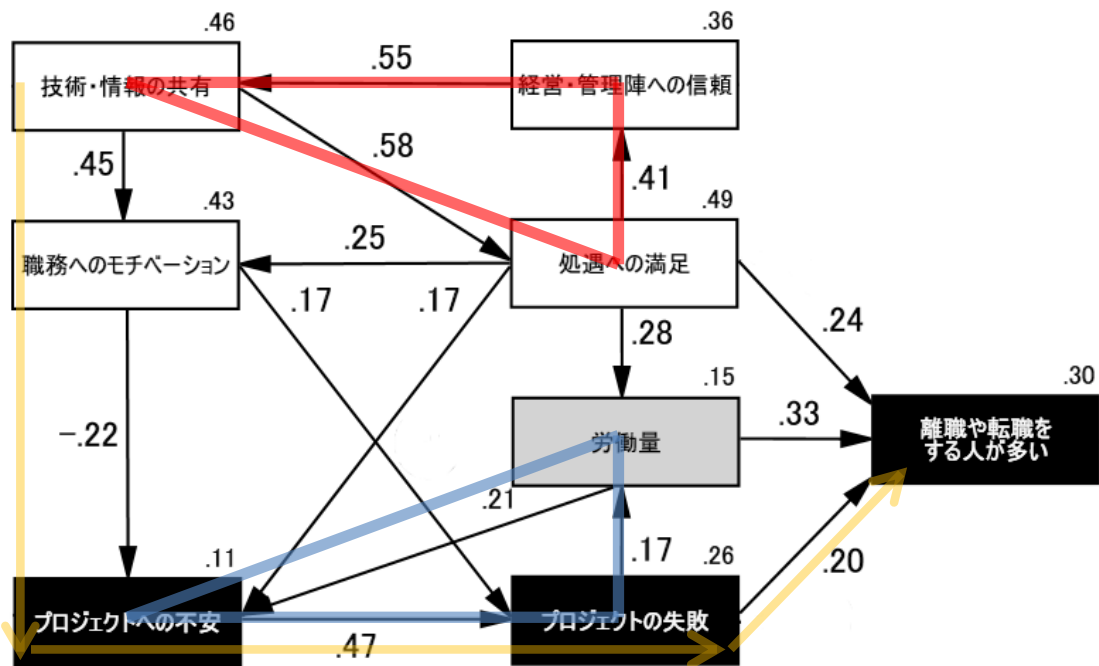 .46
.36
技術・情報の共有
.55
経営・管理陣への信頼
.45
.58
.41
.43
.49
職務へのモチベーション
.25
処遇への満足
.17
.17
.28
.24
.15
.30
-.22
労働量
.33
離職や転職を
する人が多い
.21
.11
.17
.26
.20
プロジェクトへの不安
.47
プロジェクトの失敗